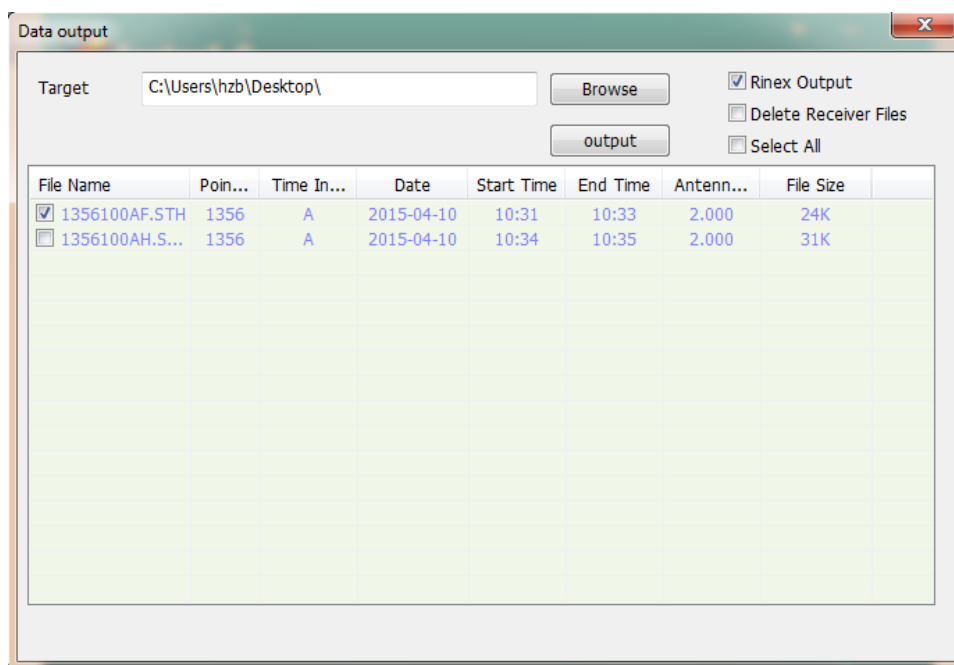 Data output
Target C:\Users\hzb\Desktop\ Browse Rinex Output
Delete Receiver Files
output Select All
File Name Poin... Time In... Date Start Time End Time Antenn... File Size
1356100AF.STH 1356 A 2015-04-10 10:31 10:33 2.000 24K
1356100AH.S... 1356 A 2015-04-10 10:34 10:35 2.000 31K